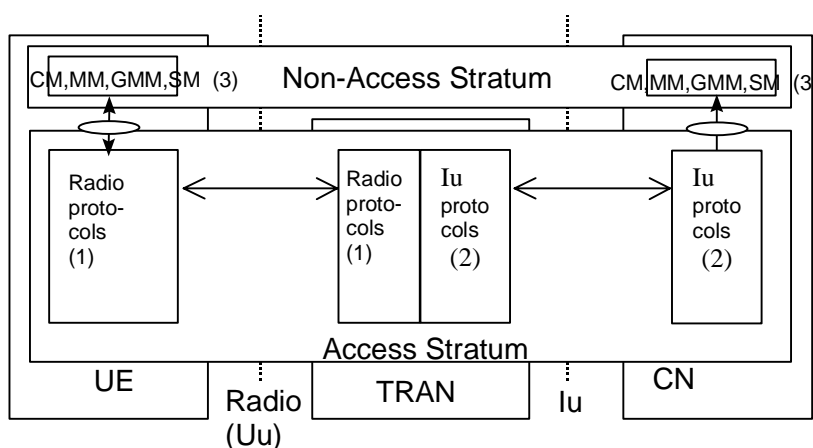 Non-Access Stratum
CM,MM,GMM,SM (3)
CM,MM,GMM,SM (3
Radio
proto-
cols
(1)
Radio
proto-
cols
(1)
Iu
proto
cols
(2)
Iu
proto
cols
(2)
Access Stratum
UE
Radio
(Uu)
TRAN
Iu
CN